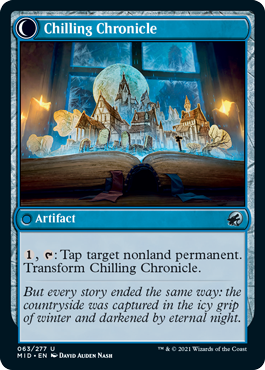 Chilling Chronicle
Artifact
1, T: Tap target nonland permanent.
Transform Chilling Chronicle.
But every story ended the same way: the
countryside was captured in the icy grip
of winter and darkened by eternal night.
063/277 U
MID • EN DAVID AUDEN NASH
™ & © 2021 Wizards of the Coast